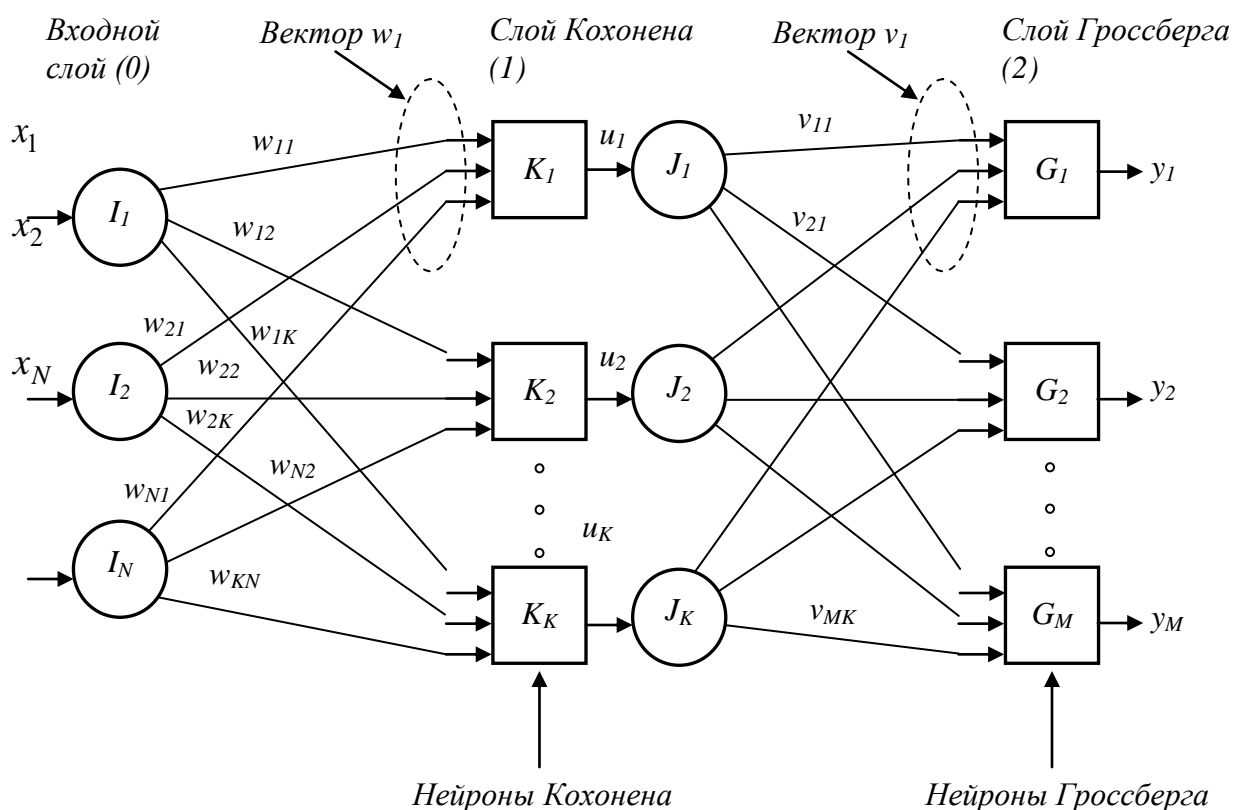 Входной
слой (0)
Вектор w1
Слой Кохонена
(1)
Вектор v1
Слой Гроссберга
(2)
x1
w11
K1
u1
J1
v11
G1
y1
I1
x2
w12
v21
w21
w1K
xN
I2
w22
K2
u2
J2
G2
y2
w2K
wN2
wN1
uK
IN
wKN
KK
JK
vMK
GM
yM
Нейроны Кохонена
Нейроны Гроссберга